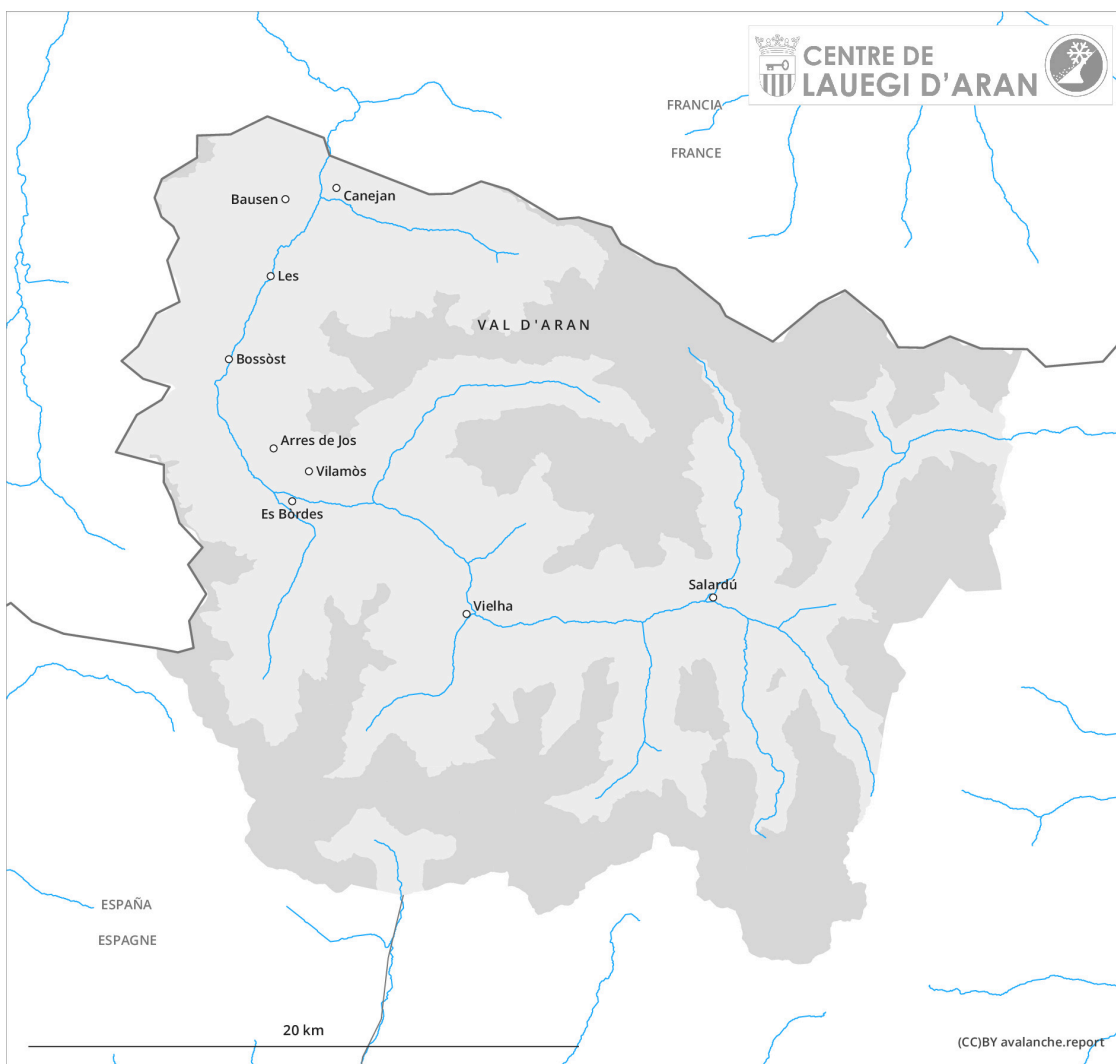 CENTRE DE
LAUEGI D'ARAN
FRANCIA
FRANCE
Bausen
Canejan
Les
VAL D'ARAN
Bossòst
Arres de Jos
Vilamòs
Es Bòrdes
Salardú
Vielha
ESPAÑA
ESPAGNE
20 km
(CC)BY avalanche.report